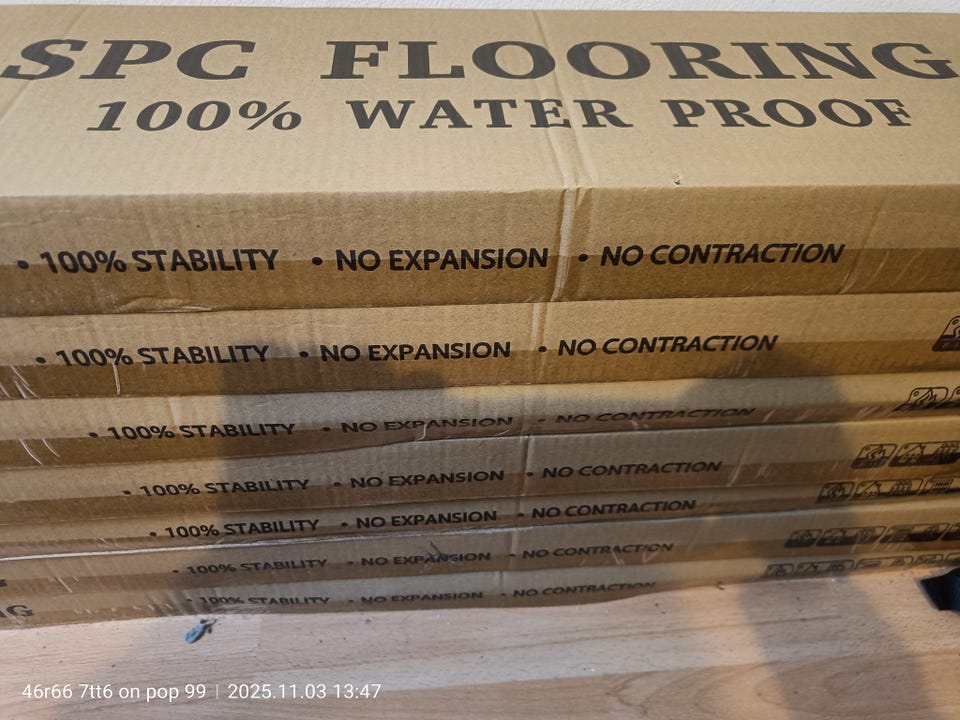 SPC FLOORING
100% WATER PROOF
• 100% STABILITY • NO EXPANSION • NO CONTRACTION
• 100% STABILITY • NO EXPANSION • NO CONTRACTION
• 100% STABILITY • NO EXPANSION • NO CONTRACTION
• 100% STABILITY • NO EXPANSION • NO CONTRACTION
• 100% STABILITY • NO EXPANSION • NO CONTRACTION
• 100% STABILITY • NO EXPANSION • NO CONTRACTION
• 100% STABILITY • NO EXPANSION • NO CONTRACTION
46r66 7tt6 on pop 99 | 2025.11.03 13:47